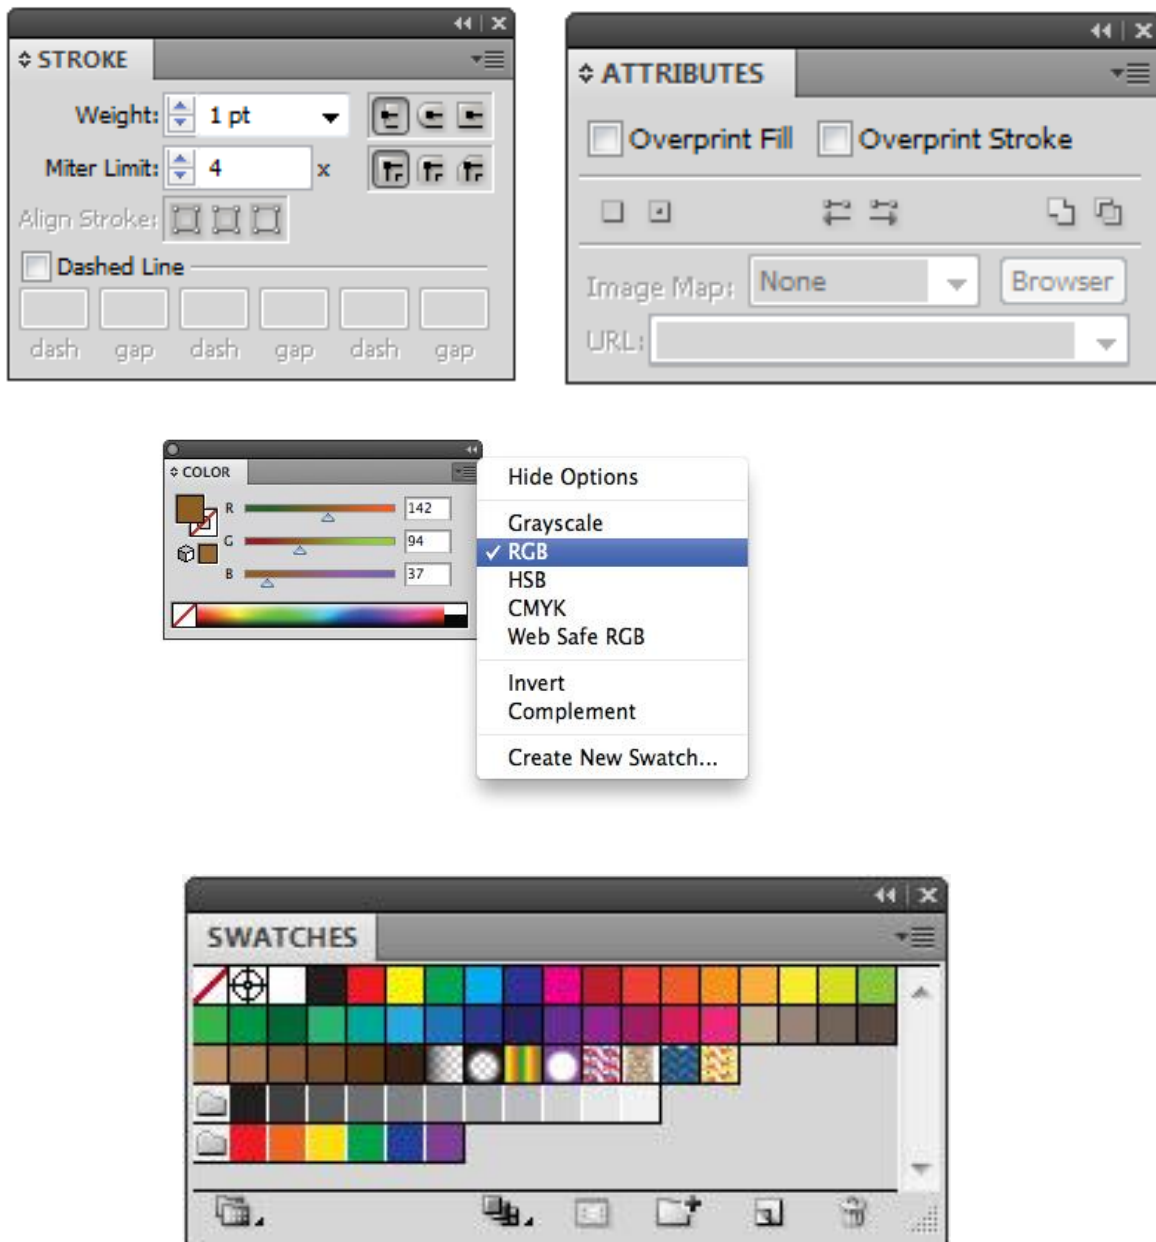 STROKE
Weight: 1 pt
Miter Limit: 4 x
Align Stroke:
Dashed Line
dash gap dash gap dash gap
ATTRIBUTES
Overprint Fill Overprint Stroke
Image Map: None Browser
URL:
COLOR
R 142
G 94
B 37
Hide Options
Grayscale
✓ RGB
HSB
CMYK
Web Safe RGB
Invert
Complement
Create New Swatch...
SWATCHES